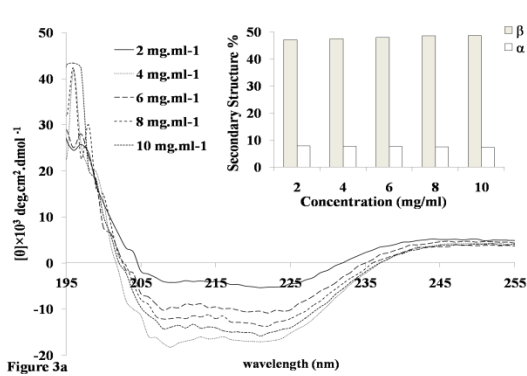 50
40
30
20
10
0
-10
-20
[θ]×10³ deg.cm².dmol⁻¹
2 mg.ml-1
4 mg.ml-1
6 mg.ml-1
8 mg.ml-1
10 mg.ml-1
195
205
215
225
235
245
255
wavelength (nm)
Figure 3a
50
40
30
20
10
0
Secondary Structure %
2
4
6
8
10
Concentration (mg/ml)
β
α